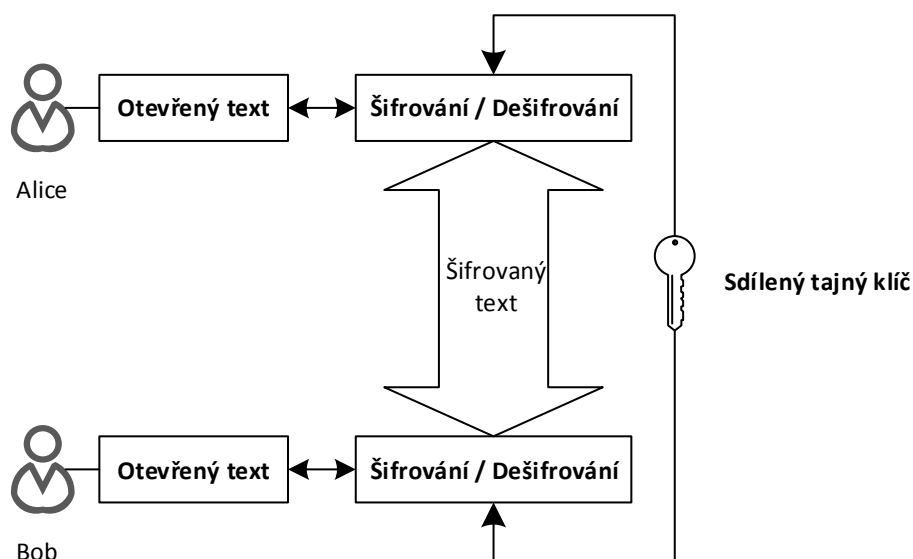 Otevřený text
Šifrování / Dešifrování
Alice
Šifrovaný
text
Sdílený tajný klíč
Otevřený text
Šifrování / Dešifrování
Bob